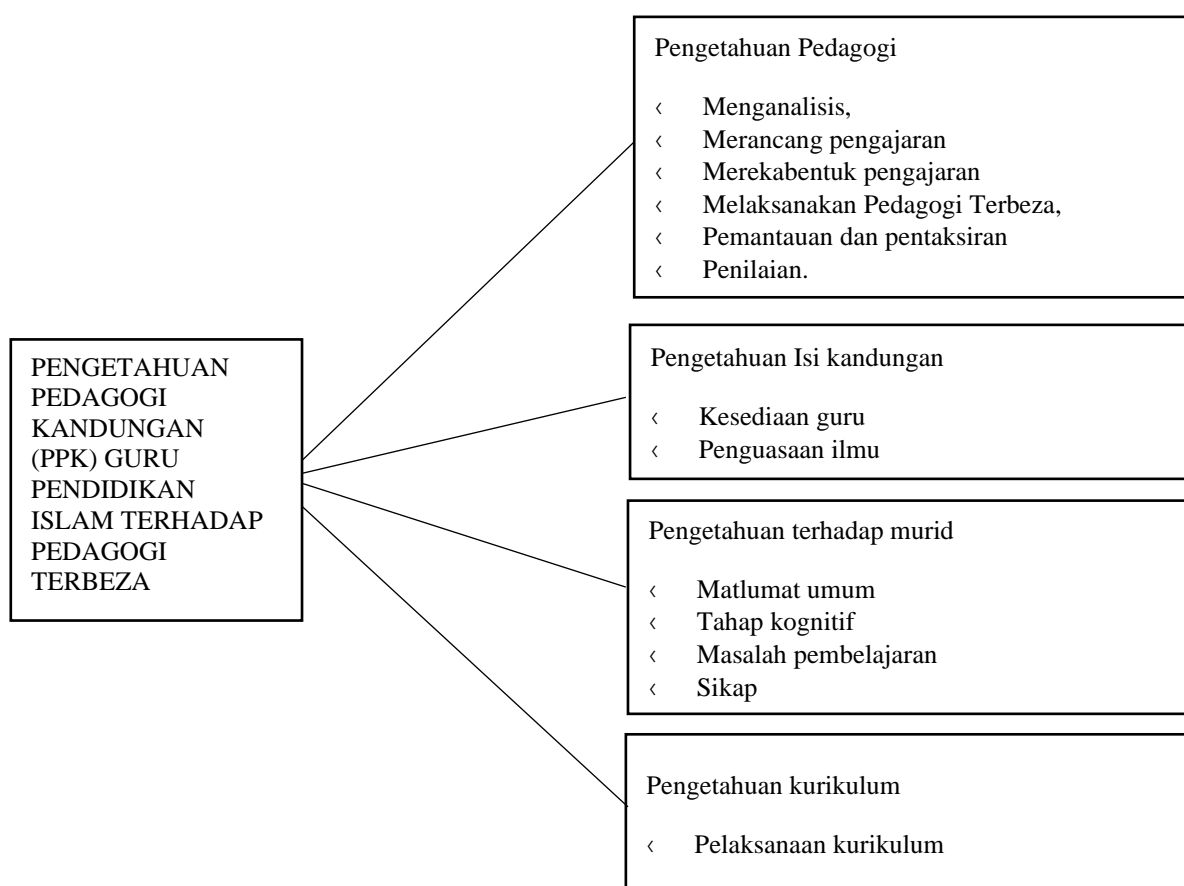 PENGETAHUAN
PEDAGOGI
KANDUNGAN
(PPK) GURU
PENDIDIKAN
ISLAM TERHADAP
PEDAGOGI
TERBEZA
Pengetahuan Pedagogi
‹ Menganalisis,
‹ Merancang pengajaran
‹ Merekabentuk pengajaran
‹ Melaksanakan Pedagogi Terbeza,
‹ Pemantauan dan pentaksiran
‹ Penilaian.
Pengetahuan Isi kandungan
‹ Kesediaan guru
‹ Penguasaan ilmu
Pengetahuan terhadap murid
‹ Matlumat umum
‹ Tahap kognitif
‹ Masalah pembelajaran
‹ Sikap
Pengetahuan kurikulum
‹ Pelaksanaan kurikulum